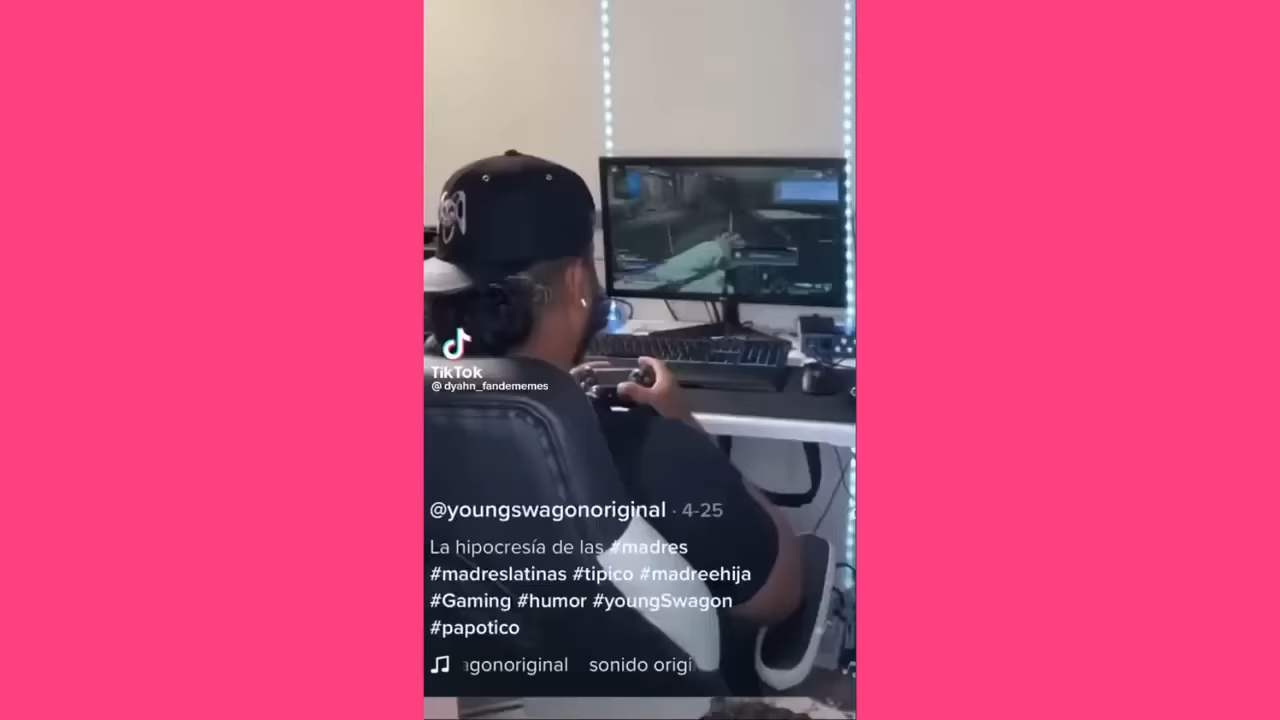 TikTok
@dyahn_fandememes
@youngswagonoriginal · 4-25
La hipocresía de las #madres
#madreslatinas #tipico #madreehija
#Gaming #humor #youngSwagon
#papotico
agonoriginal sonido origi